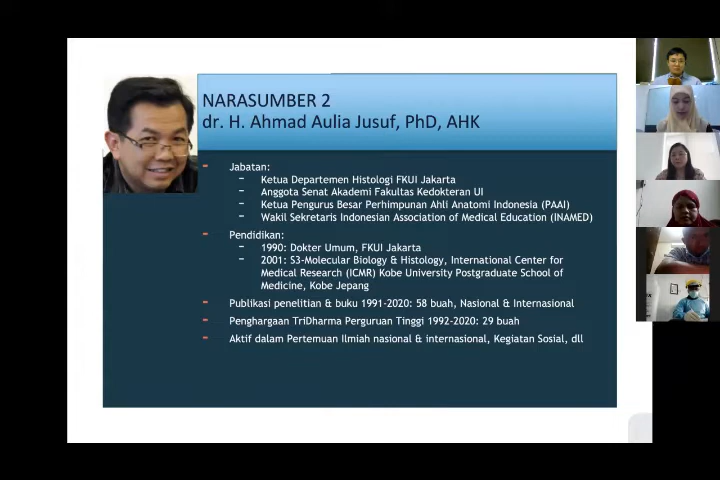 NARASUMBER 2
dr. H. Ahmad Aulia Jusuf, PhD, AHK
- Jabatan:
- Ketua Departemen Histologi FKUI Jakarta
- Anggota Senat Akademi Fakultas Kedokteran UI
- Ketua Pengurus Besar Perhimpunan Ahli Anatomi Indonesia (PAAI)
- Wakil Sekretaris Indonesian Association of Medical Education (INAMED)
- Pendidikan:
- 1990: Dokter Umum, FKUI Jakarta
- 2001: S3-Molecular Biology & Histology, International Center for
Medical Research (ICMR) Kobe University Postgraduate School of
Medicine, Kobe Jepang
- Publikasi penelitian & buku 1991-2020: 58 buah, Nasional & Internasional
- Penghargaan TriDharma Perguruan Tinggi 1992-2020: 29 buah
- Aktif dalam Pertemuan Ilmiah nasional & internasional, Kegiatan Sosial, dll